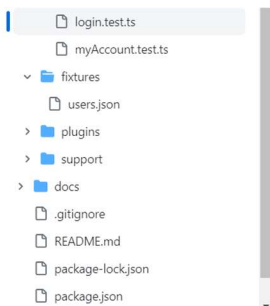 login.test.ts
myAccount.test.ts
fixtures
users.json
plugins
support
docs
.gitignore
README.md
package-lock.json
package.json